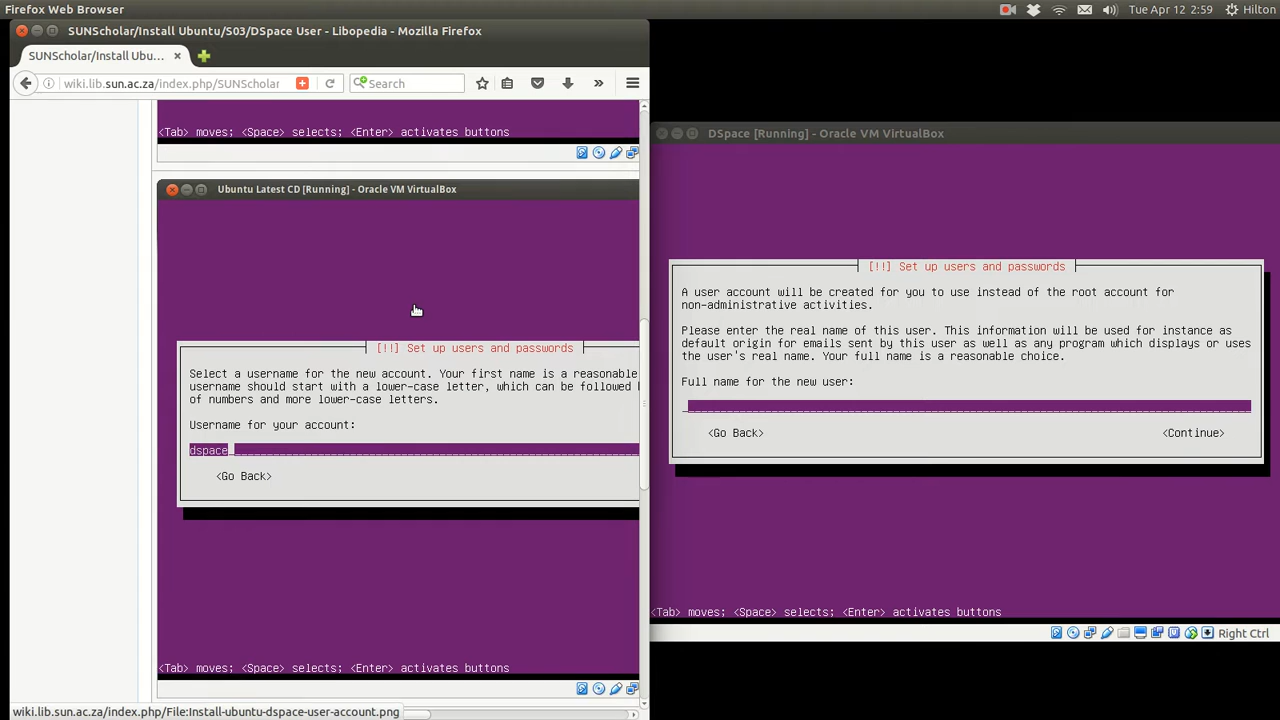 Firefox Web Browser
Tue Apr 12 2:59
Hilton
SUNScholar/Install Ubuntu/S03/DSpace User - Libopedia - Mozilla Firefox
SUNScholar/Install Ubu...
wiki.lib.sun.ac.za/index.php/SUNScholar
Search
<Tab> moves; <Space> selects; <Enter> activates buttons
Ubuntu Latest CD [Running] - Oracle VM VirtualBox
[!!] Set up users and passwords
Select a username for the new account. Your first name is a reasonable
username should start with a lower-case letter, which can be followed
of numbers and more lower-case letters.
Username for your account:
dspace
<Go Back>
<Tab> moves; <Space> selects; <Enter> activates buttons
wiki.lib.sun.ac.za/index.php/File:Install-ubuntu-dspace-user-account.png
DSpace [Running] - Oracle VM VirtualBox
[!!] Set up users and passwords
A user account will be created for you to use instead of the root account for
non-administrative activities.
Please enter the real name of this user. This information will be used for instance as
default origin for emails sent by this user as well as any program which displays or uses
the user's real name. Your full name is a reasonable choice.
Full name for the new user:
<Go Back>
<Continue>
<Tab> moves; <Space> selects; <Enter> activates buttons
Right Ctrl